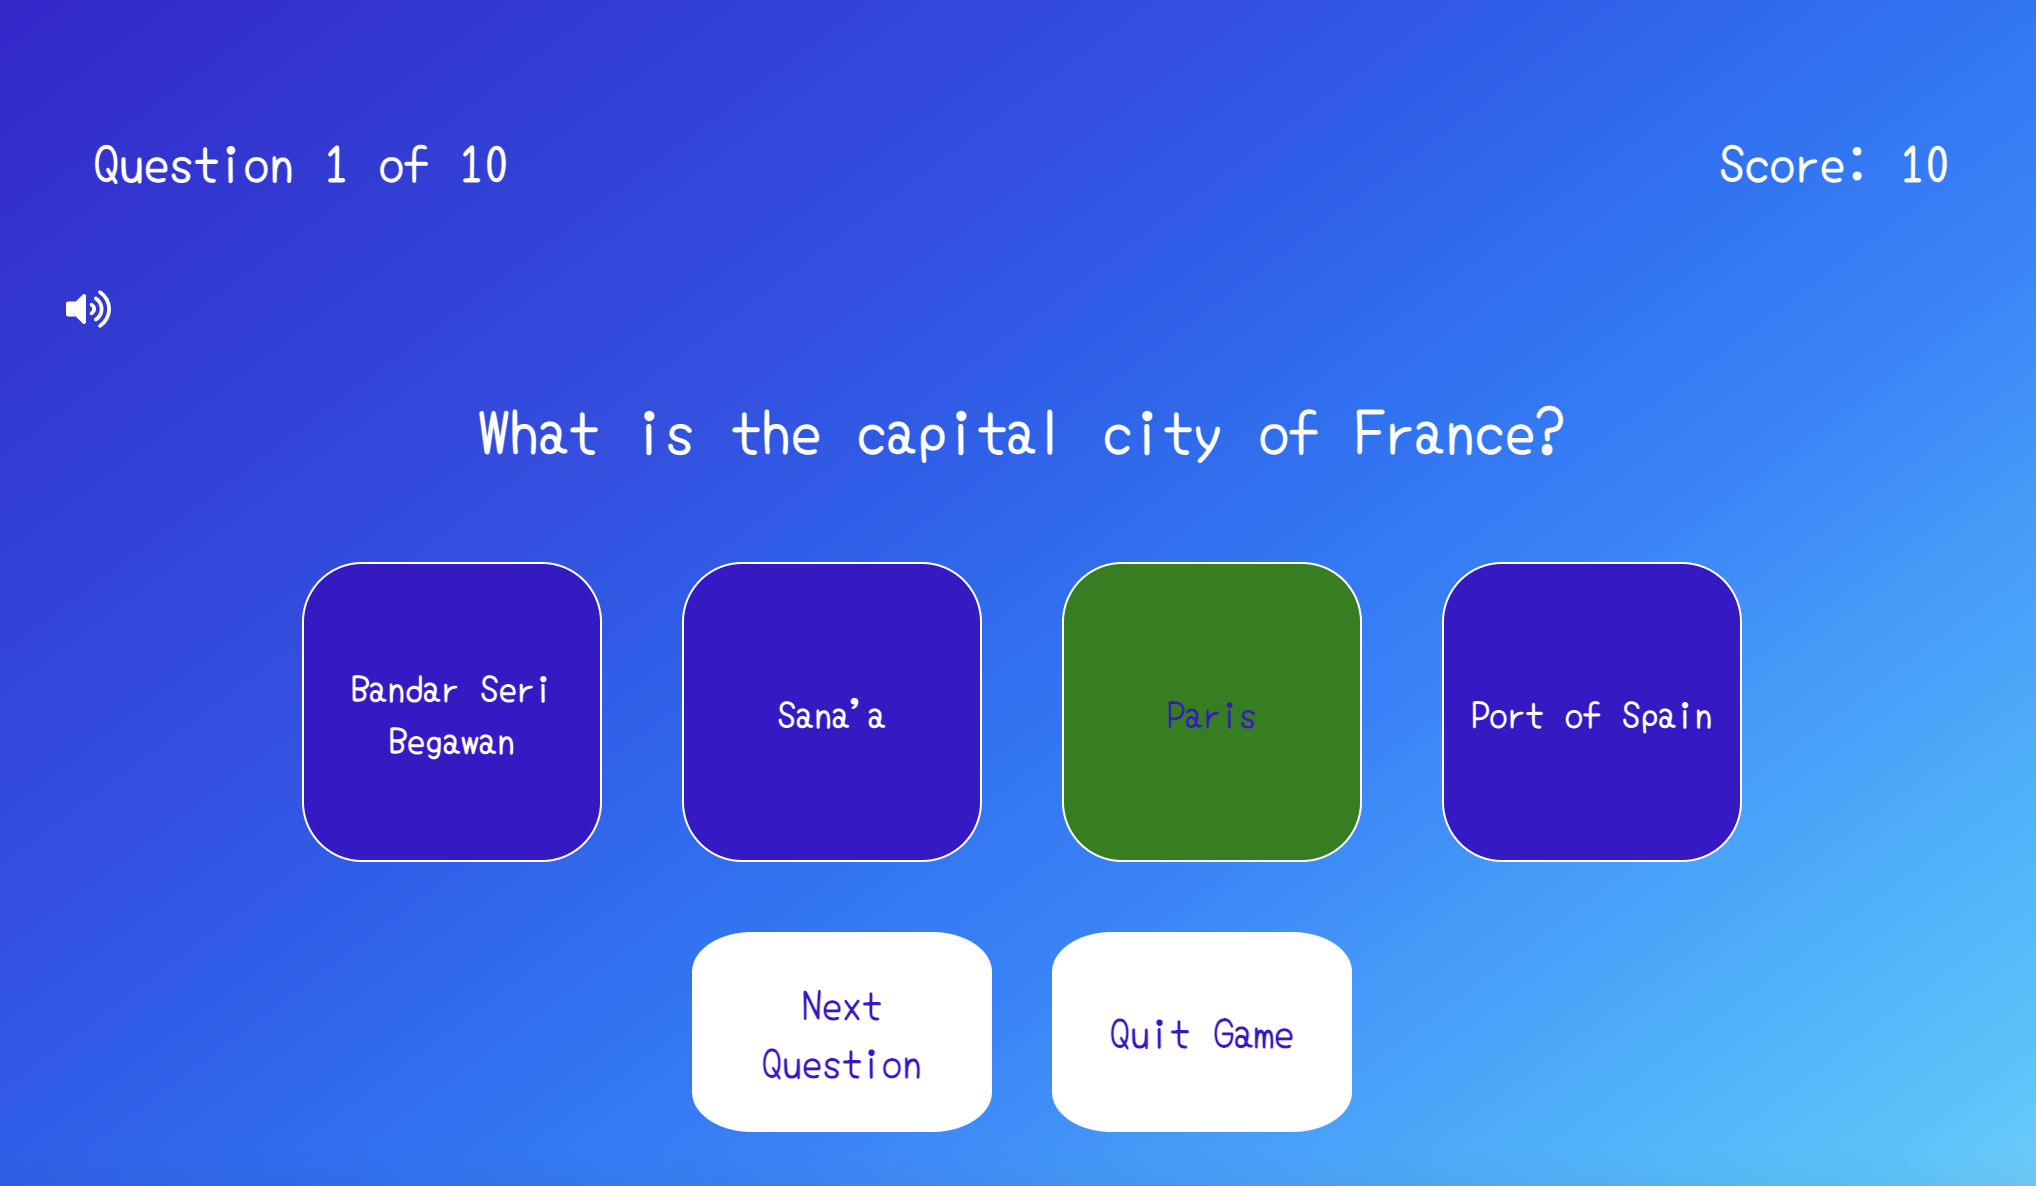 Question 1 of 10
Score: 10
What is the capital city of France?
Bandar Seri
Begawan
Sana'a
Paris
Port of Spain
Next
Question
Quit Game